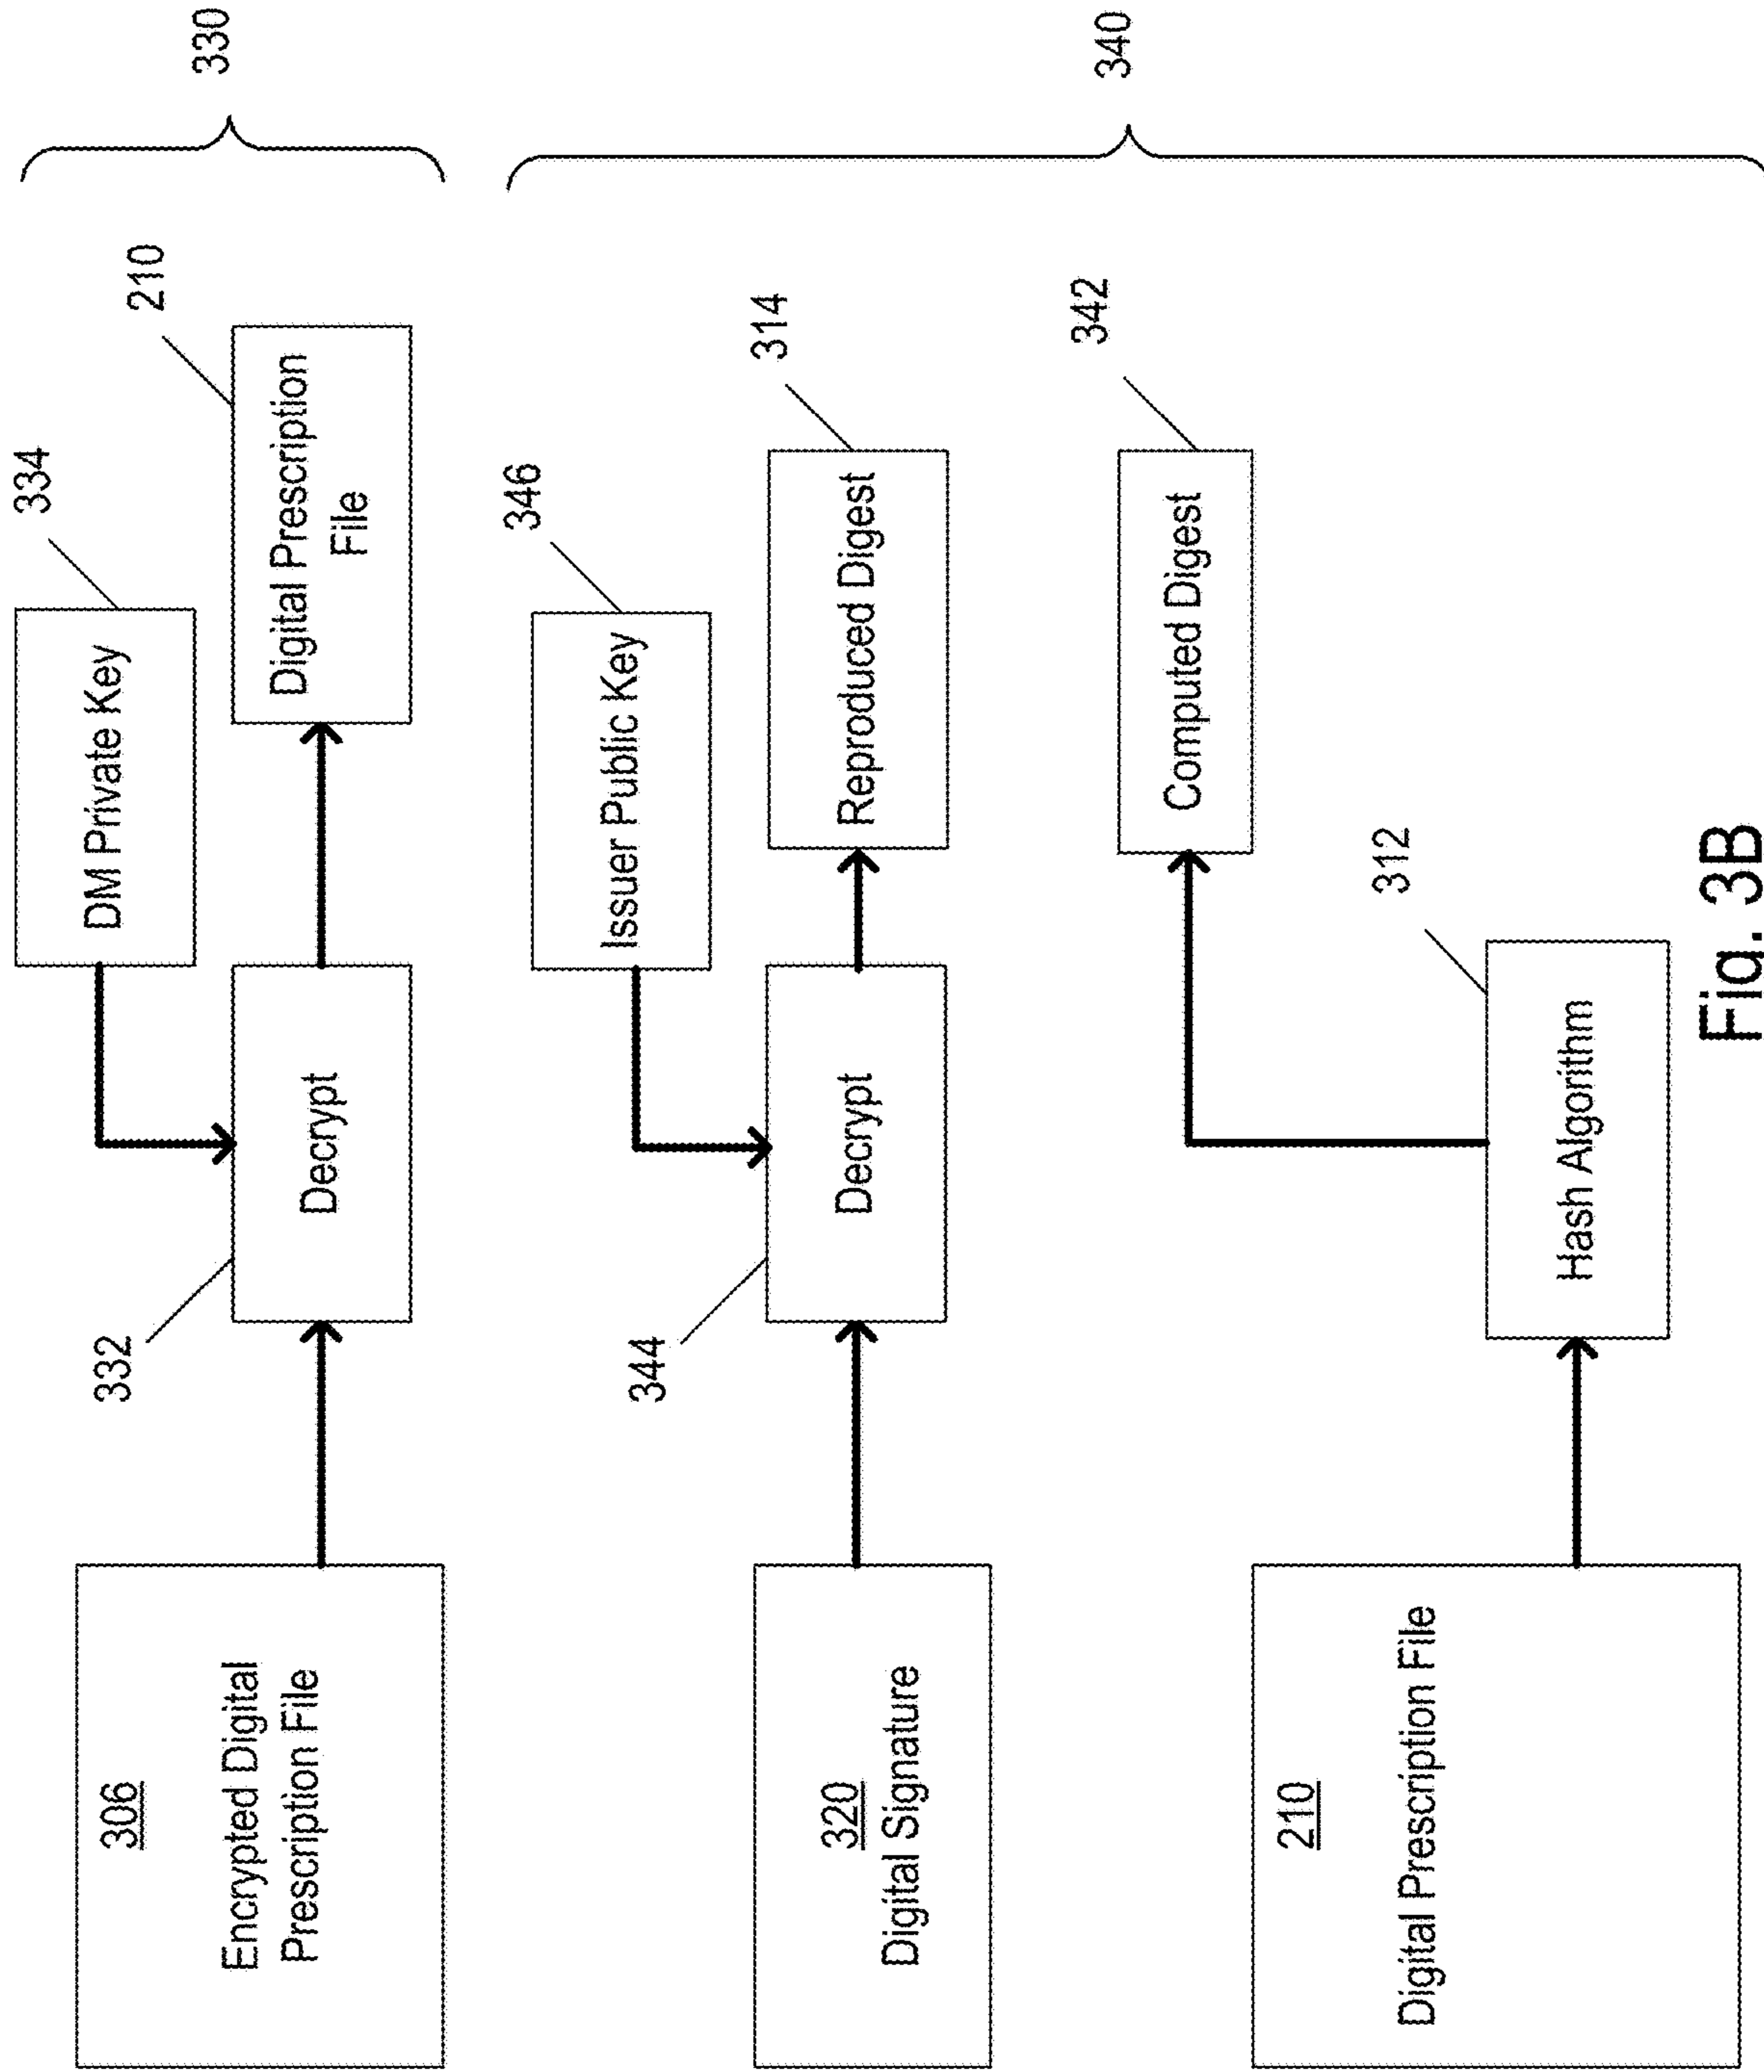 334
DM Private Key
330
332
210
306
Encrypted Digital
Prescription File
Decrypt
Digital Prescription
File
346
Issuer Public Key
344
314
320
Digital Signature
Decrypt
Reproduced Digest
340
342
Computed Digest
210
Digital Prescription File
312
Hash Algorithm
Fig. 3B